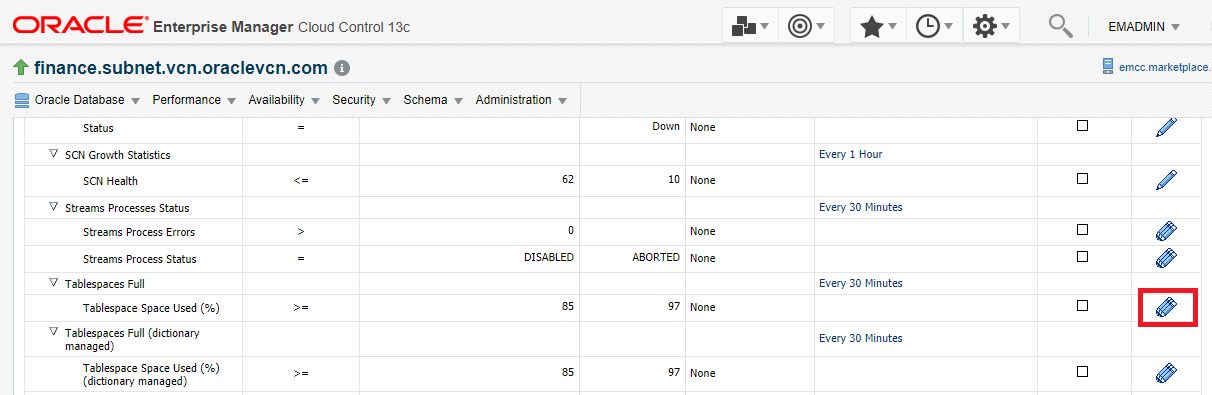 ORACLE Enterprise Manager Cloud Control 13c
EMADMIN
finance.subnet.vcn.oraclevcn.com
emcc.marketplace.
Oracle Database Performance Availability Security Schema Administration
Status = Down None
SCN Growth Statistics Every 1 Hour
SCN Health <= 62 10 None
Streams Processes Status Every 30 Minutes
Streams Process Errors > 0 None
Streams Process Status = DISABLED ABORTED None
Tablespaces Full Every 30 Minutes
Tablespace Space Used (%) >= 85 97 None
Tablespaces Full (dictionary
managed) Every 30 Minutes
Tablespace Space Used (%)
(dictionary managed) >= 85 97 None